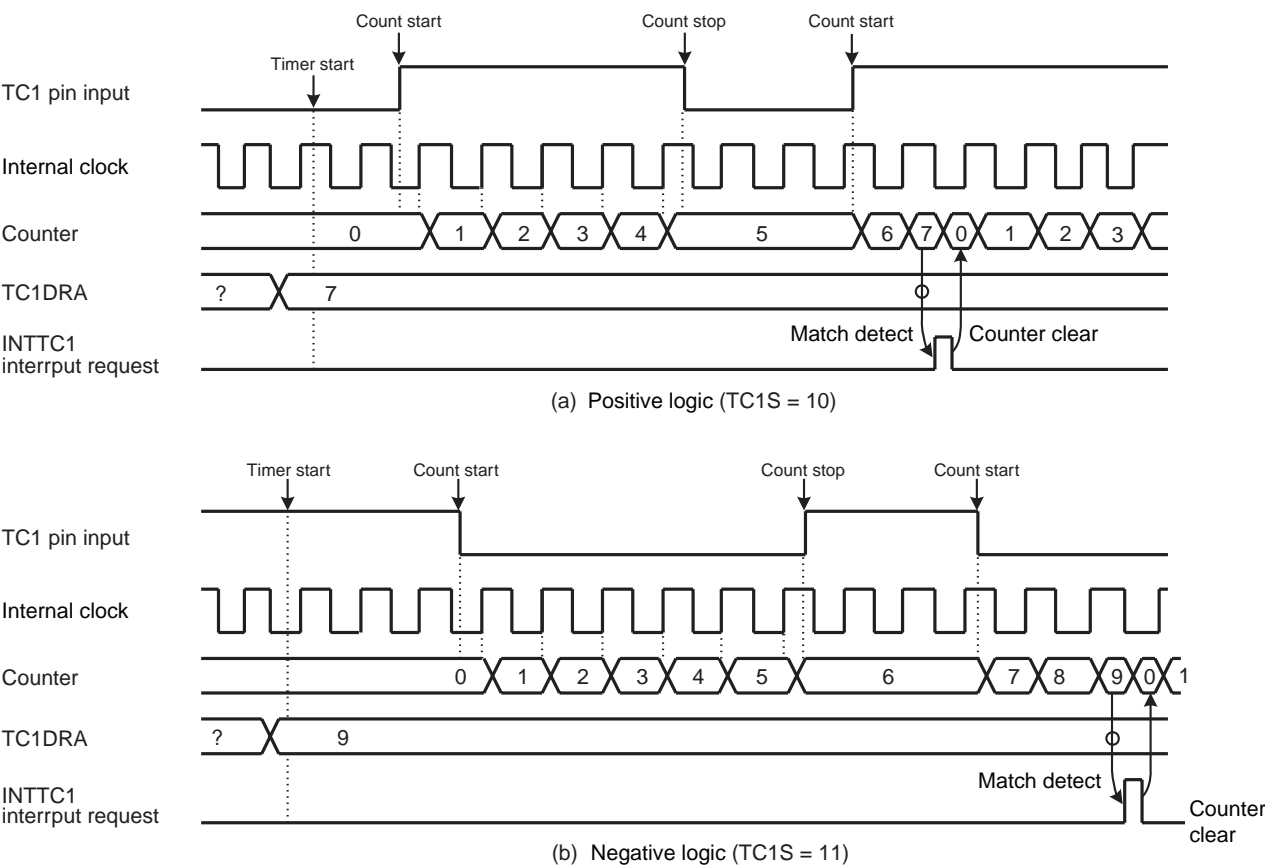 Count start
Count stop
Count start
Timer start
TC1 pin input
Internal clock
Counter
0 1 2 3 4 5 6 7 0 1 2 3
TC1DRA
? 7
Match detect
Counter clear
INTTC1
interrput request
(a) Positive logic (TC1S = 10)
Timer start
Count start
Count stop
Count start
TC1 pin input
Internal clock
Counter
0 1 2 3 4 5 6 7 8 9 0 1
TC1DRA
? 9
Match detect
INTTC1
interrput request
Counter
clear
(b) Negative logic (TC1S = 11)